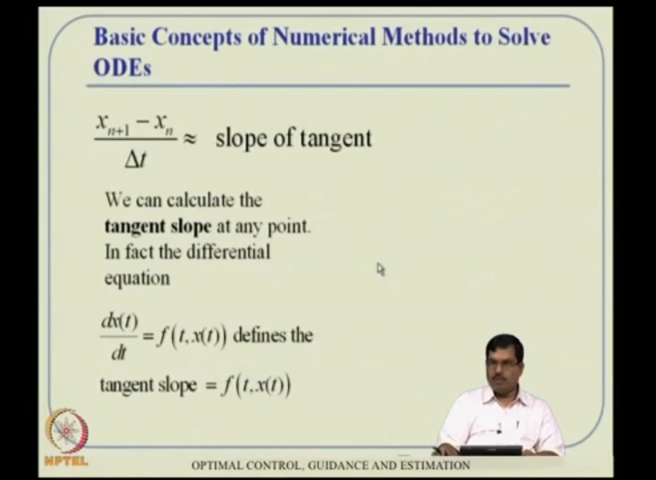 Basic Concepts of Numerical Methods to Solve
ODEs
(x_{n+1} − x_n)/Δt ≈ slope of tangent
We can calculate the
tangent slope at any point.
In fact the differential
equation
dx(t)/dt = f(t, x(t)) defines the
tangent slope = f(t, x(t))
NPTEL
OPTIMAL CONTROL, GUIDANCE AND ESTIMATION